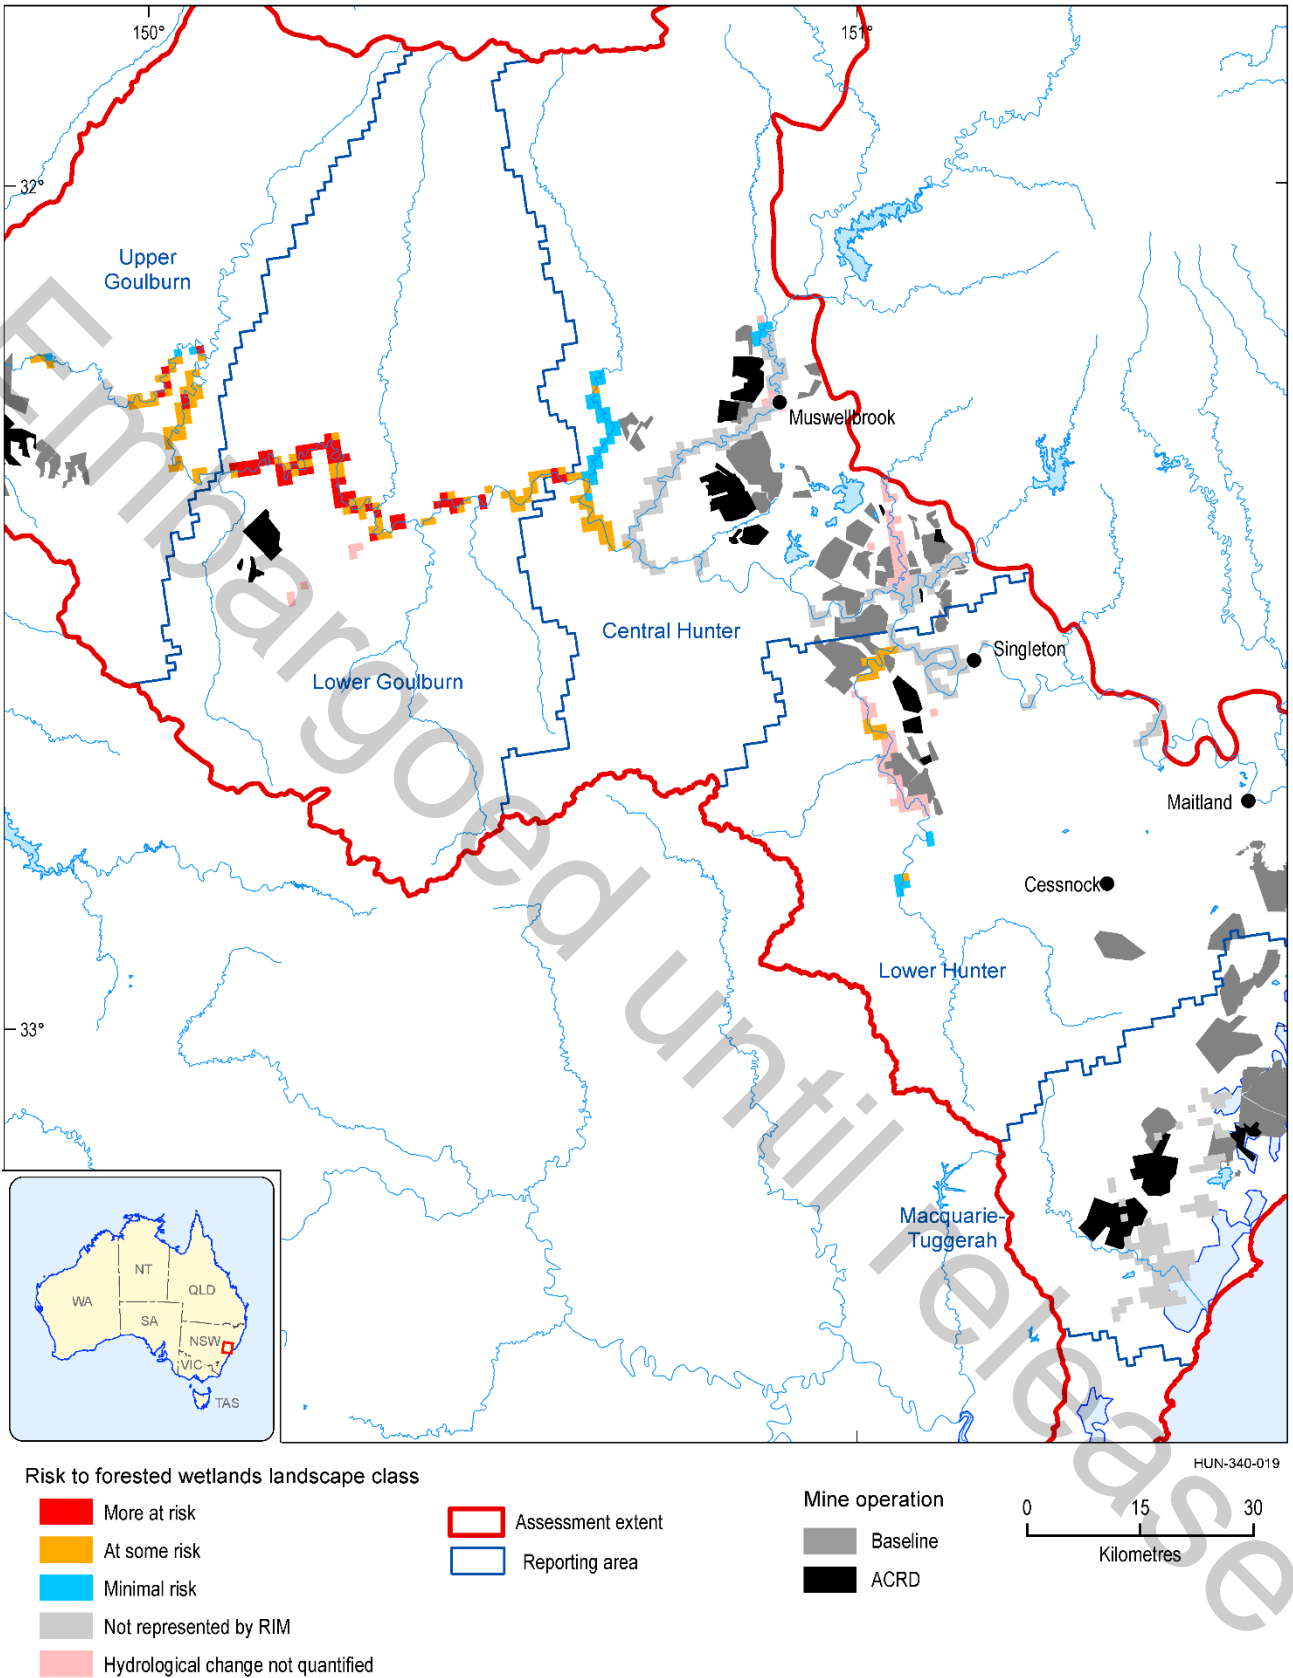 150°
151°
32°
Upper
Goulburn
Muswellbrook
Central Hunter
Singleton
Lower Goulburn
Maitland
Cessnock
Lower Hunter
33°
Macquarie-
Tuggerah
Embargoed until release
NT
QLD
WA
SA
NSW
VIC
TAS
HUN-340-019
Risk to forested wetlands landscape class
More at risk
At some risk
Minimal risk
Not represented by RIM
Hydrological change not quantified
Assessment extent
Reporting area
Mine operation
Baseline
ACRD
0 15 30
Kilometres